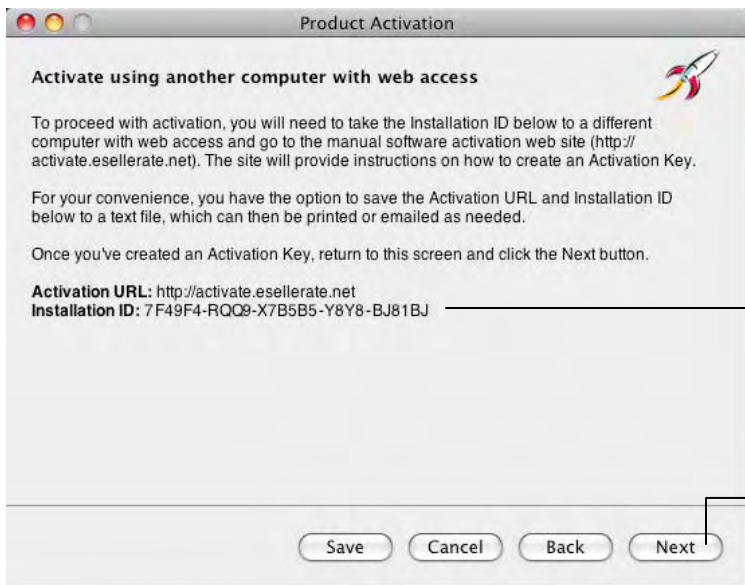 Product Activation
Activate using another computer with web access
To proceed with activation, you will need to take the Installation ID below to a different
computer with web access and go to the manual software activation web site (http://
activate.esellerate.net). The site will provide instructions on how to create an Activation Key.
For your convenience, you have the option to save the Activation URL and Installation ID
below to a text file, which can then be printed or emailed as needed.
Once you've created an Activation Key, return to this screen and click the Next button.
Activation URL: http://activate.esellerate.net
Installation ID: 7F49F4-RQQ9-X7B5B5-Y8Y8-BJ81BJ
Save Cancel Back Next